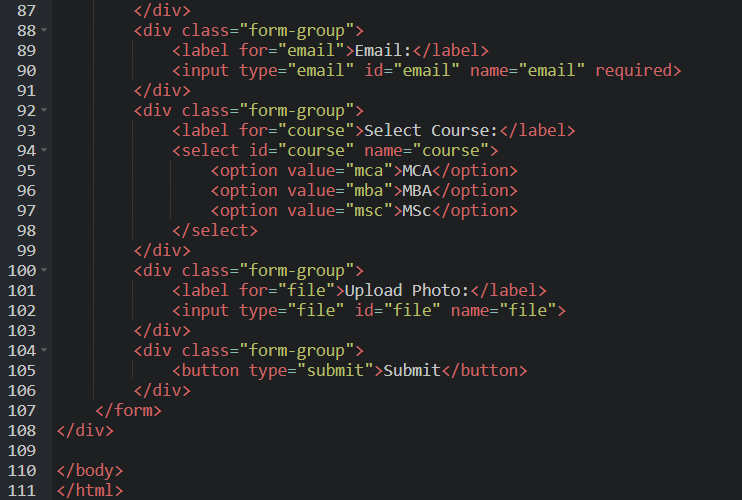 87         </div>
88         <div class="form-group">
89             <label for="email">Email:</label>
90             <input type="email" id="email" name="email" required>
91         </div>
92         <div class="form-group">
93             <label for="course">Select Course:</label>
94             <select id="course" name="course">
95                 <option value="mca">MCA</option>
96                 <option value="mba">MBA</option>
97                 <option value="msc">MSc</option>
98             </select>
99         </div>
100         <div class="form-group">
101             <label for="file">Upload Photo:</label>
102             <input type="file" id="file" name="file">
103         </div>
104         <div class="form-group">
105             <button type="submit">Submit</button>
106         </div>
107     </form>
108 </div>
109
110 </body>
111 </html>